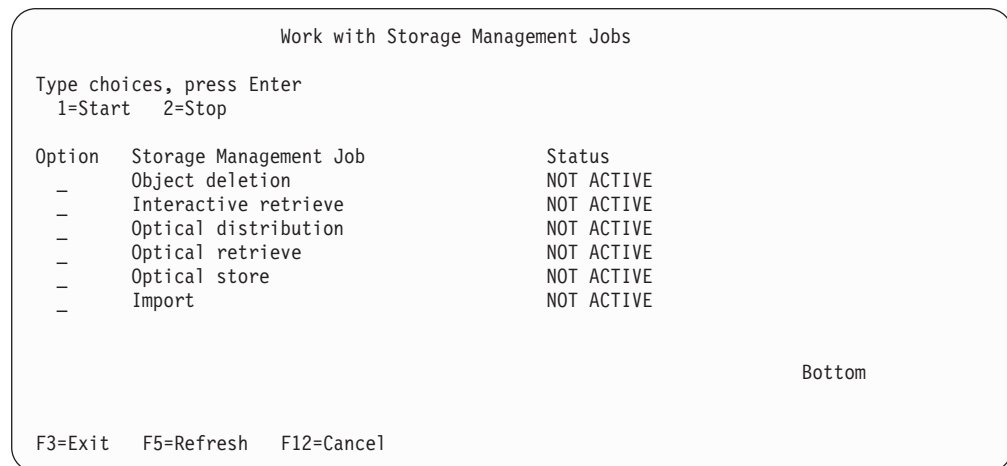 Work with Storage Management Jobs
Type choices, press Enter
1=Start 2=Stop
Option Storage Management Job Status
_ Object deletion NOT ACTIVE
_ Interactive retrieve NOT ACTIVE
_ Optical distribution NOT ACTIVE
_ Optical retrieve NOT ACTIVE
_ Optical store NOT ACTIVE
_ Import NOT ACTIVE
Bottom
F3=Exit F5=Refresh F12=Cancel